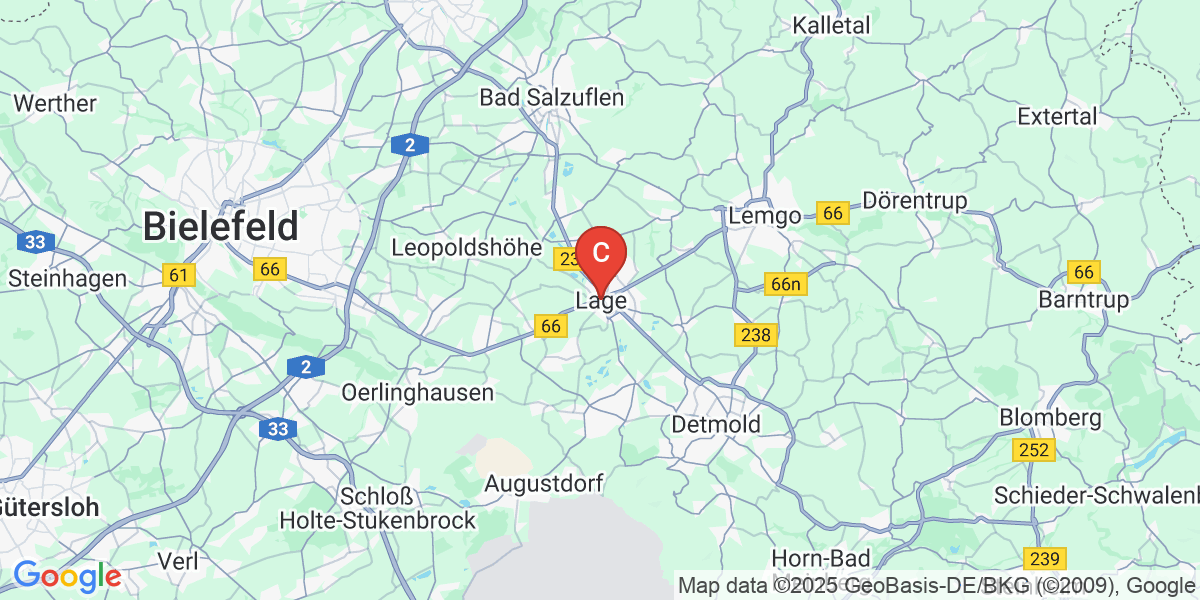 Kalletal
Werther
Bad Salzuflen
Extertal
2
Dörentrup
Lemgo
66
Bielefeld
33
Leopoldshöhe
C
23
Steinhagen
61
66
66n
66
Lage
Barntrup
66
238
2
Oerlinghausen
Blomberg
Detmold
33
252
Augustdorf
Schloß
Holte-Stukenbrock
Schieder-Schwalenb
Gütersloh
Verl
Horn-Bad
239
Google
Map data ©2025 GeoBasis-DE/BKG (©2009), Google